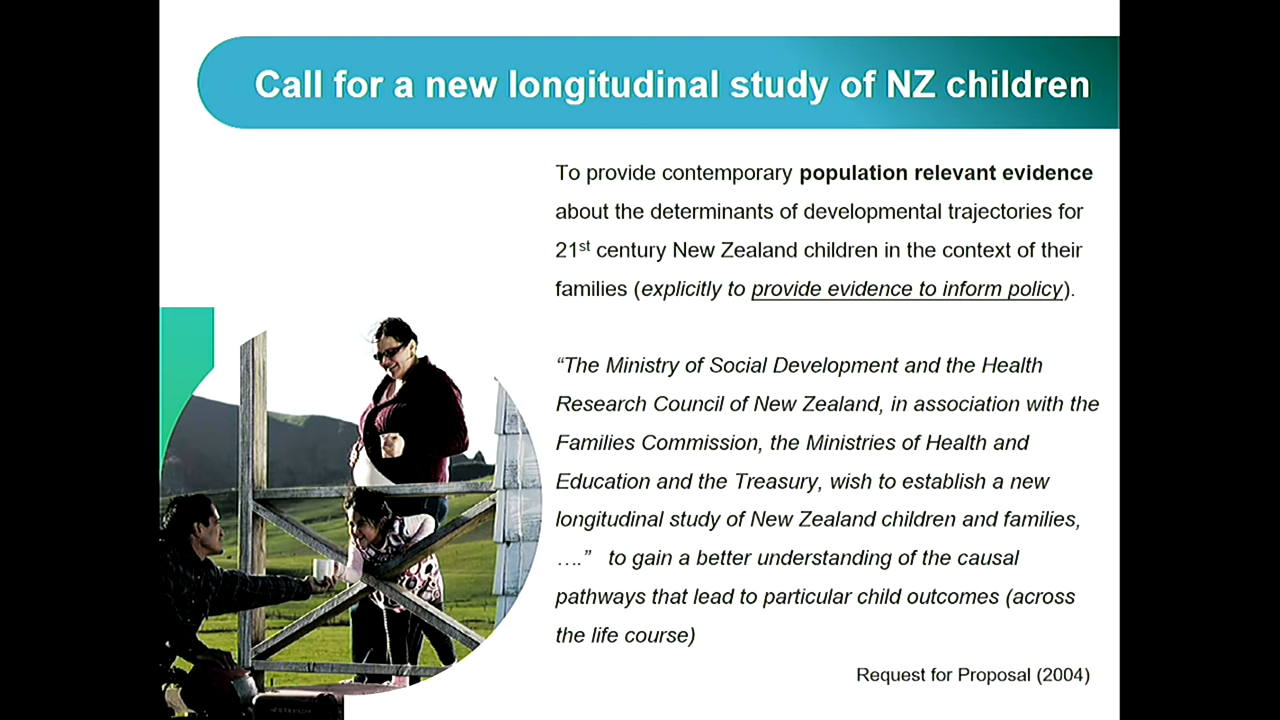 Call for a new longitudinal study of NZ children
To provide contemporary population relevant evidence
about the determinants of developmental trajectories for
21st century New Zealand children in the context of their
families (explicitly to provide evidence to inform policy).
“The Ministry of Social Development and the Health
Research Council of New Zealand, in association with the
Families Commission, the Ministries of Health and
Education and the Treasury, wish to establish a new
longitudinal study of New Zealand children and families,
….” to gain a better understanding of the causal
pathways that lead to particular child outcomes (across
the life course)
Request for Proposal (2004)